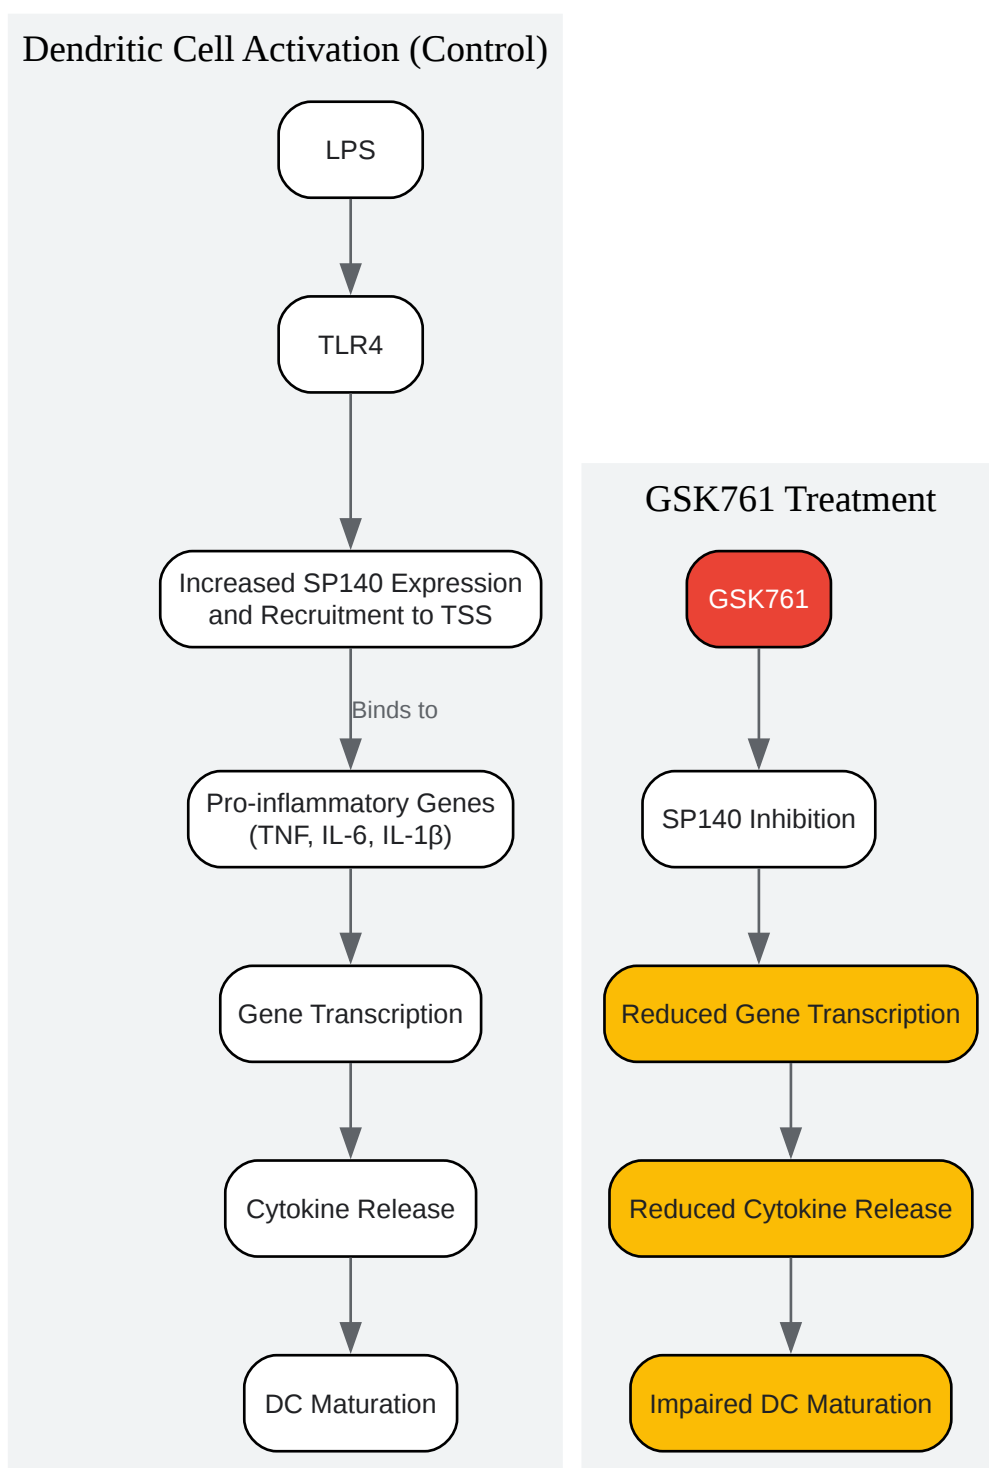 Dendritic Cell Activation (Control)
LPS
TLR4
Increased SP140 Expression
and Recruitment to TSS
Binds to
Pro-inflammatory Genes
(TNF, IL-6, IL-1β)
Gene Transcription
Cytokine Release
DC Maturation
GSK761 Treatment
GSK761
SP140 Inhibition
Reduced Gene Transcription
Reduced Cytokine Release
Impaired DC Maturation